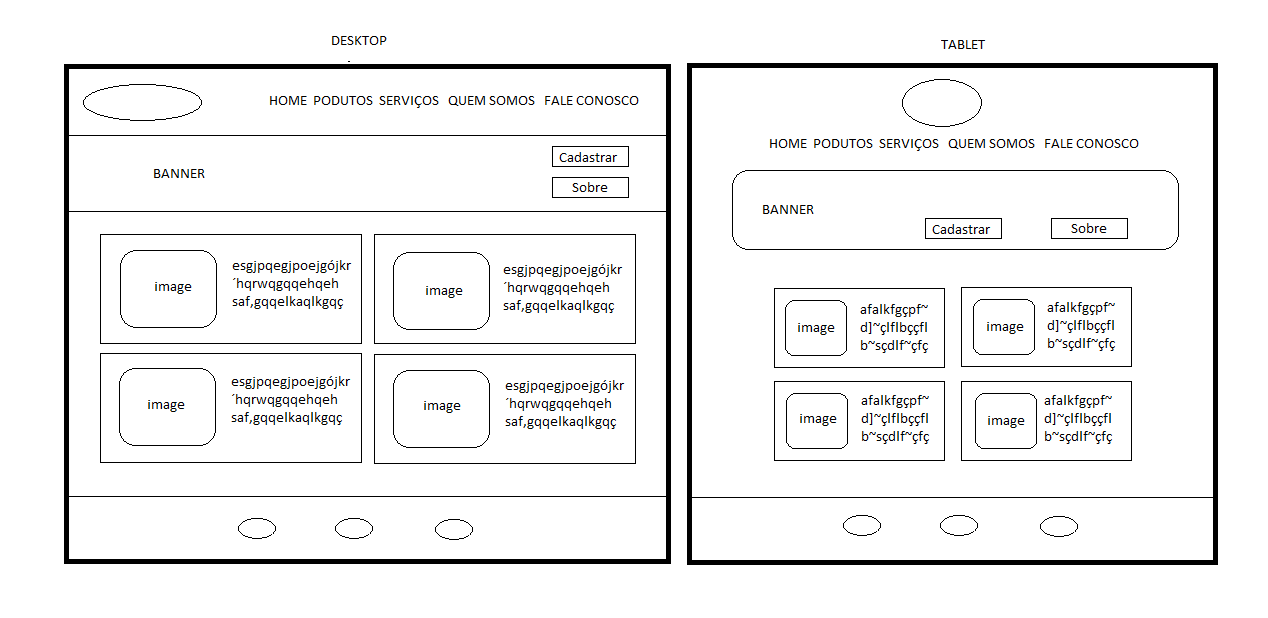 DESKTOP
HOME PODUTOS SERVIÇOS QUEM SOMOS FALE CONOSCO
BANNER
Cadastrar
Sobre
image
esgjpqegjpoejgójkr
´hqrwqgqqehqeh
saf,gqqelkaqlkgqç
image
esgjpqegjpoejgójkr
´hqrwqgqqehqeh
saf,gqqelkaqlkgqç
image
esgjpqegjpoejgójkr
´hqrwqgqqehqeh
saf,gqqelkaqlkgqç
image
esgjpqegjpoejgójkr
´hqrwqgqqehqeh
saf,gqqelkaqlkgqç
TABLET
HOME PODUTOS SERVIÇOS QUEM SOMOS FALE CONOSCO
BANNER
Cadastrar
Sobre
image
afalkfgçpf~
d]~çlflbççfl
b~sçdlf~çfç
image
afalkfgçpf~
d]~çlflbççfl
b~sçdlf~çfç
image
afalkfgçpf~
d]~çlflbççfl
b~sçdlf~çfç
image
afalkfgçpf~
d]~çlflbççfl
b~sçdlf~çfç